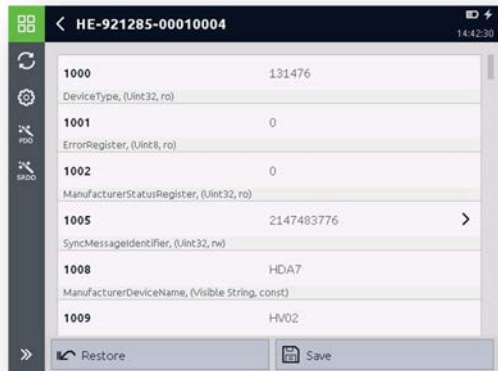 HE-921285-00010004
14:42:30
1000 131476
DeviceType, (Uint32, ro)
1001 0
ErrorRegister, (Uint8, ro)
PDO
1002 0
SRDO
ManufacturerStatusRegister, (Uint32, ro)
1005 2147483776
SyncMessageIdentifier, (Uint32, rw)
1008 HDA7
ManufacturerDeviceName, (Visible String, const)
1009 HV02
Restore Save